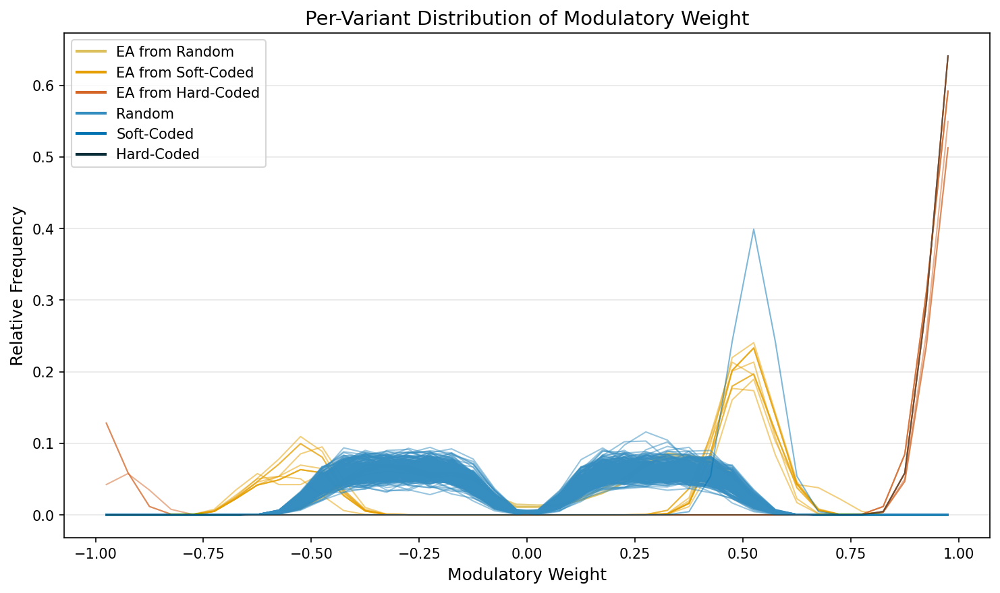 Per-Variant Distribution of Modulatory Weight
EA from Random
EA from Soft-Coded
EA from Hard-Coded
Random
Soft-Coded
Hard-Coded
Relative Frequency
0.6
0.5
0.4
0.3
0.2
0.1
0.0
−1.00 −0.75 −0.50 −0.25 0.00 0.25 0.50 0.75 1.00
Modulatory Weight